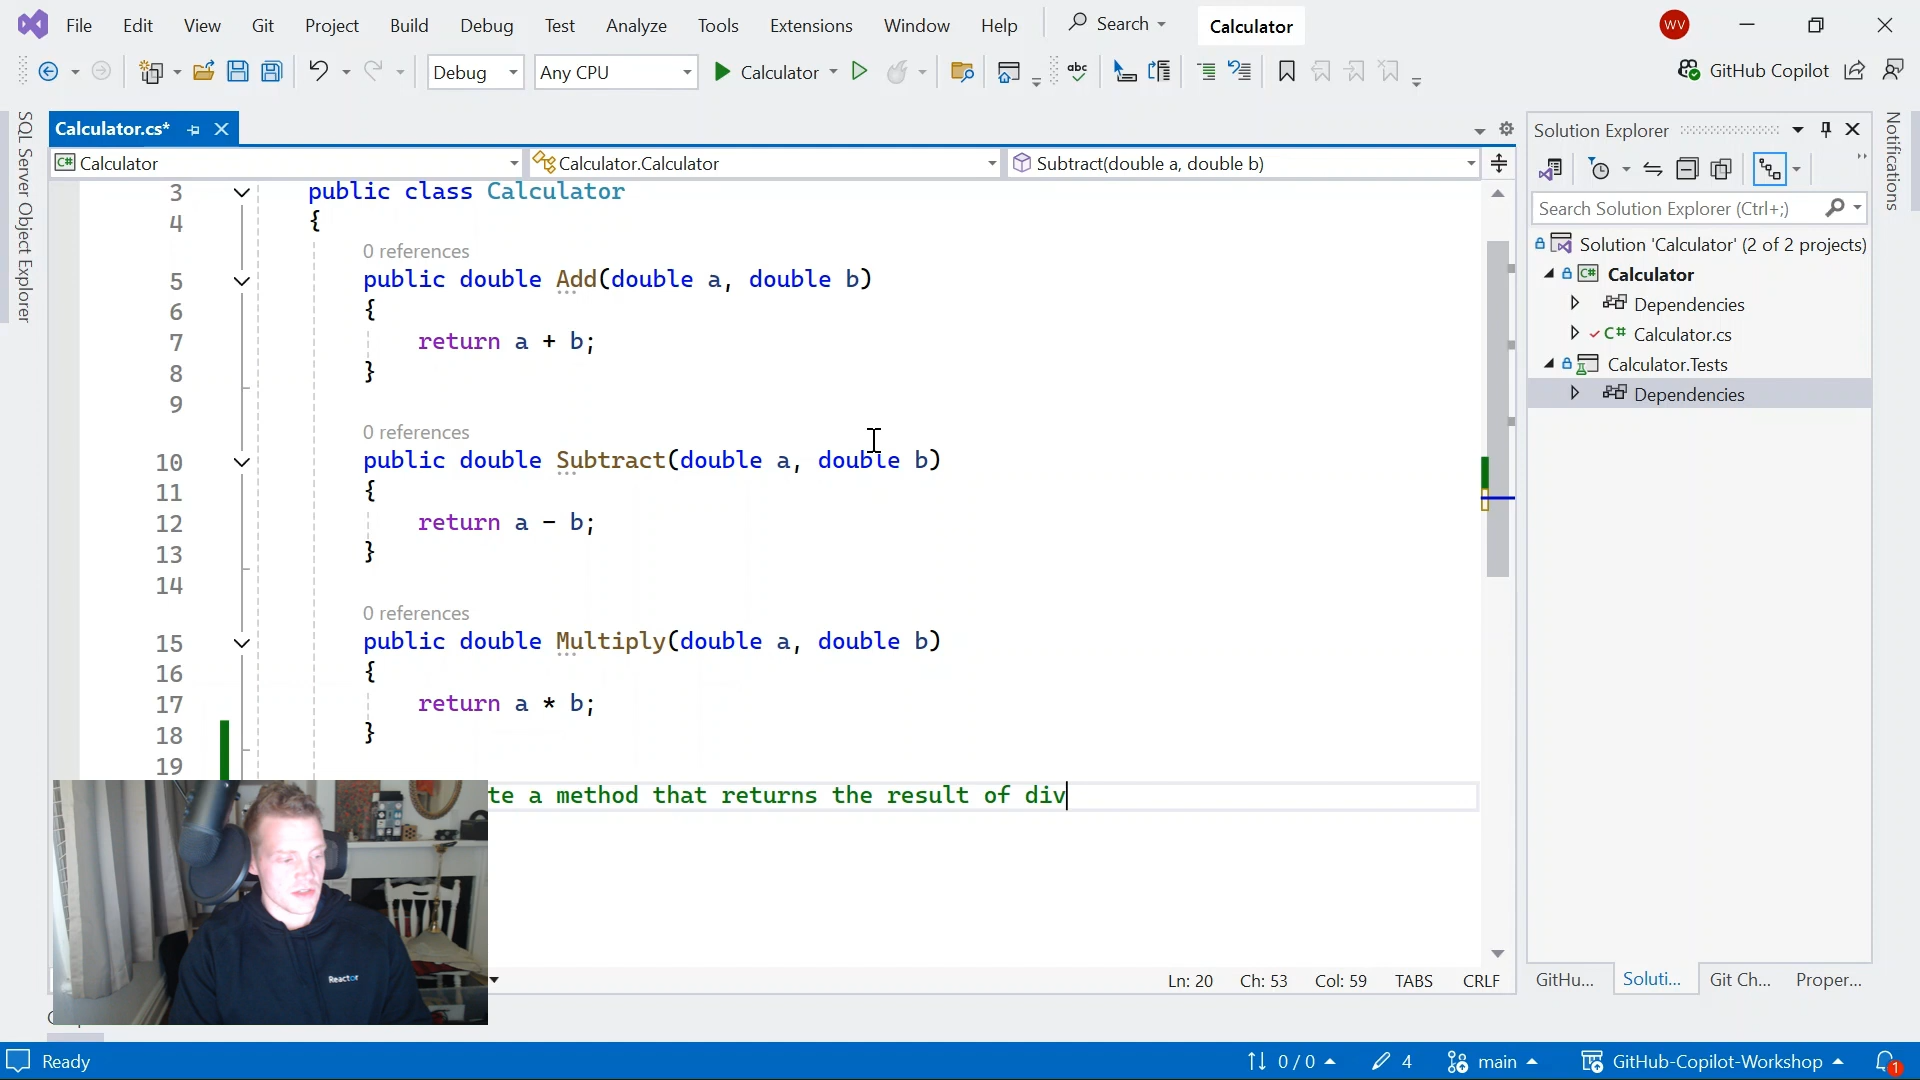 File Edit View Git Project Build Debug Test Analyze Tools Extensions Window Help Search Calculator WV
Debug Any CPU Calculator abc GitHub Copilot
SQL Server Object Explorer
Calculator.cs*
C# Calculator Calculator.Calculator Subtract(double a, double b)
3 public class Calculator
4 {
0 references
5 public double Add(double a, double b)
6 {
7 return a + b;
8 }
9
0 references
10 public double Subtract(double a, double b)
11 {
12 return a - b;
13 }
14
0 references
15 public double Multiply(double a, double b)
16 {
17 return a * b;
18 }
19
te a method that returns the result of div
Reactor
Ln: 20 Ch: 53 Col: 59 TABS CRLF
Solution Explorer
Search Solution Explorer (Ctrl+;)
Solution 'Calculator' (2 of 2 projects)
C# Calculator
Dependencies
C# Calculator.cs
Calculator.Tests
Dependencies
GitHu... Soluti... Git Ch... Proper...
Notifications
Ready 0 / 0 4 main GitHub-Copilot-Workshop 1